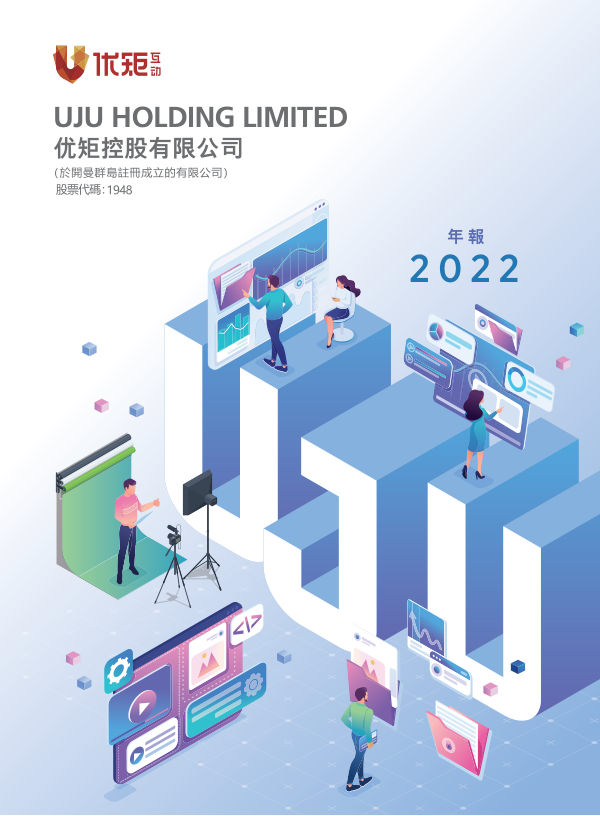 优矩互动
UJU HOLDING LIMITED
优矩控股有限公司
(於開曼群島註冊成立的有限公司)
股票代碼: 1948
年報
2022
UJU
</>